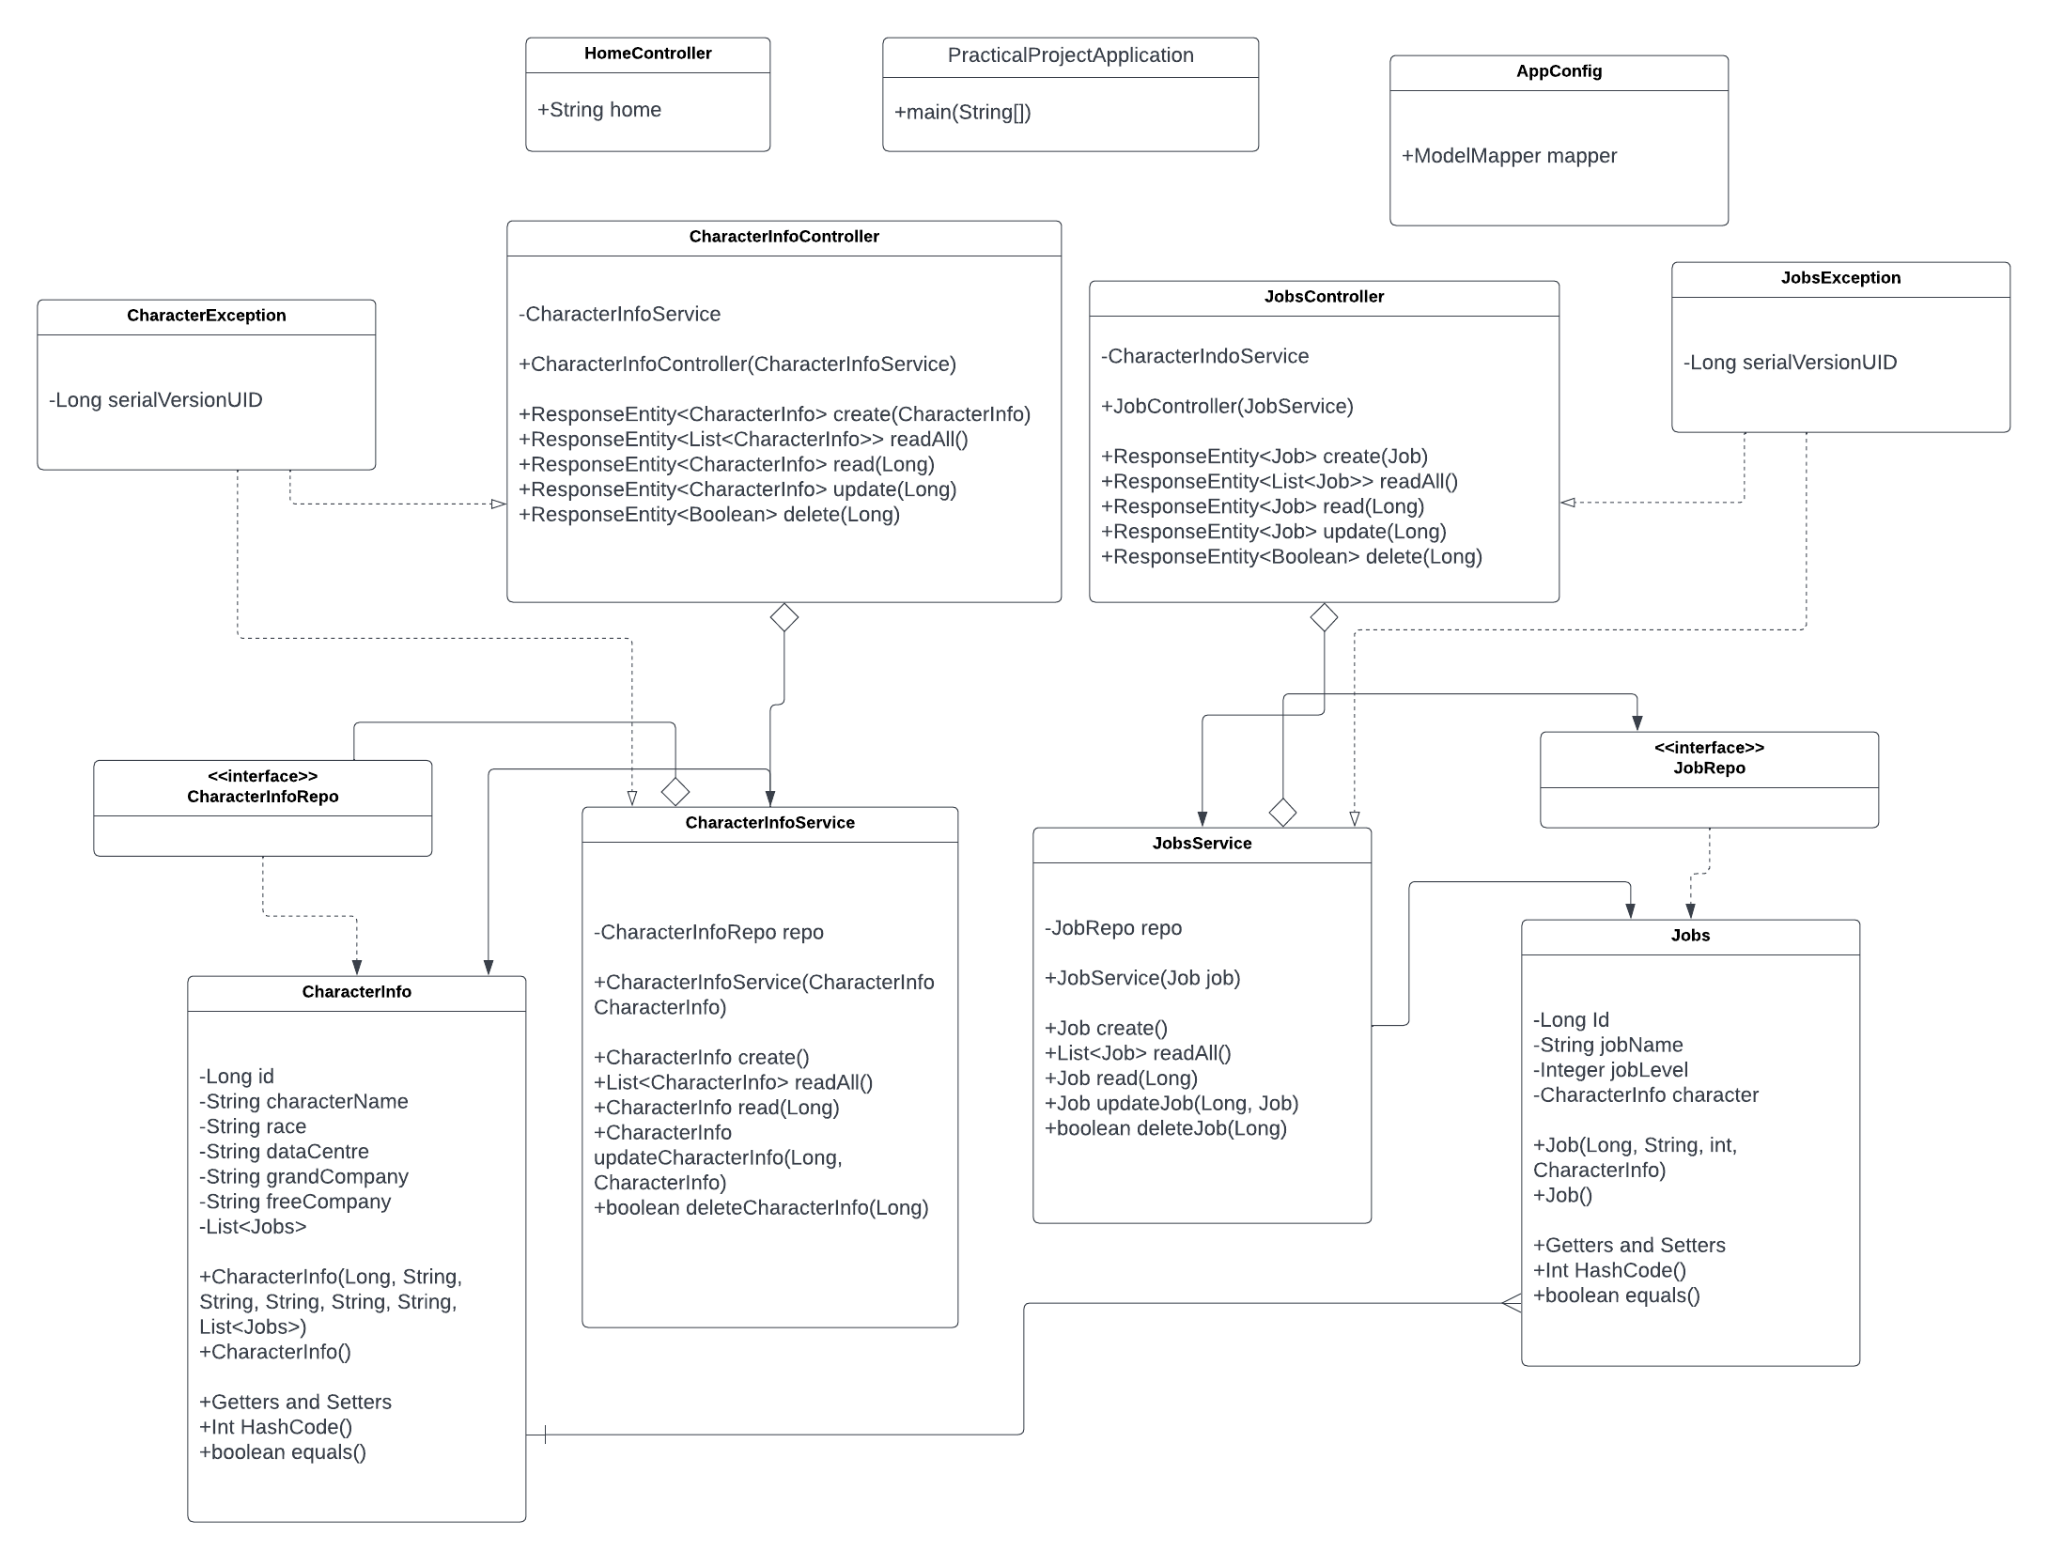 HomeController
+String home
PracticalProjectApplication
+main(String[])
AppConfig
+ModelMapper mapper
CharacterInfoController
-CharacterInfoService
+CharacterInfoController(CharacterInfoService)
+ResponseEntity<CharacterInfo> create(CharacterInfo)
+ResponseEntity<List<CharacterInfo>> readAll()
+ResponseEntity<CharacterInfo> read(Long)
+ResponseEntity<CharacterInfo> update(Long)
+ResponseEntity<Boolean> delete(Long)
JobsException
-Long serialVersionUID
JobsController
-CharacterIndoService
+JobController(JobService)
+ResponseEntity<Job> create(Job)
+ResponseEntity<List<Job>> readAll()
+ResponseEntity<Job> read(Long)
+ResponseEntity<Job> update(Long)
+ResponseEntity<Boolean> delete(Long)
CharacterException
-Long serialVersionUID
<<interface>>
JobRepo
<<interface>>
CharacterInfoRepo
CharacterInfoService
-CharacterInfoRepo repo
+CharacterInfoService(CharacterInfo
CharacterInfo)
+CharacterInfo create()
+List<CharacterInfo> readAll()
+CharacterInfo read(Long)
+CharacterInfo
updateCharacterInfo(Long,
CharacterInfo)
+boolean deleteCharacterInfo(Long)
JobsService
-JobRepo repo
+JobService(Job job)
+Job create()
+List<Job> readAll()
+Job read(Long)
+Job updateJob(Long, Job)
+boolean deleteJob(Long)
Jobs
-Long Id
-String jobName
-Integer jobLevel
-CharacterInfo character
+Job(Long, String, int,
CharacterInfo)
+Job()
+Getters and Setters
+Int HashCode()
+boolean equals()
CharacterInfo
-Long id
-String characterName
-String race
-String dataCentre
-String grandCompany
-String freeCompany
-List<Jobs>
+CharacterInfo(Long, String,
String, String, String, String,
List<Jobs>)
+CharacterInfo()
+Getters and Setters
+Int HashCode()
+boolean equals()